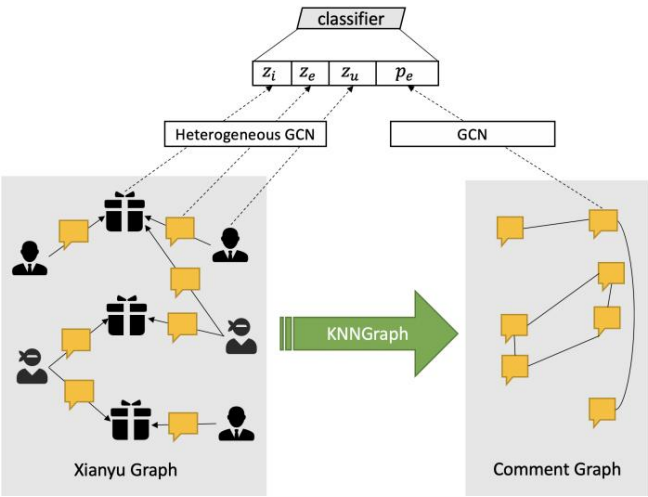 classifier
z_i z_e z_u p_e
Heterogeneous GCN
GCN
KNNGraph
Xianyu Graph
Comment Graph